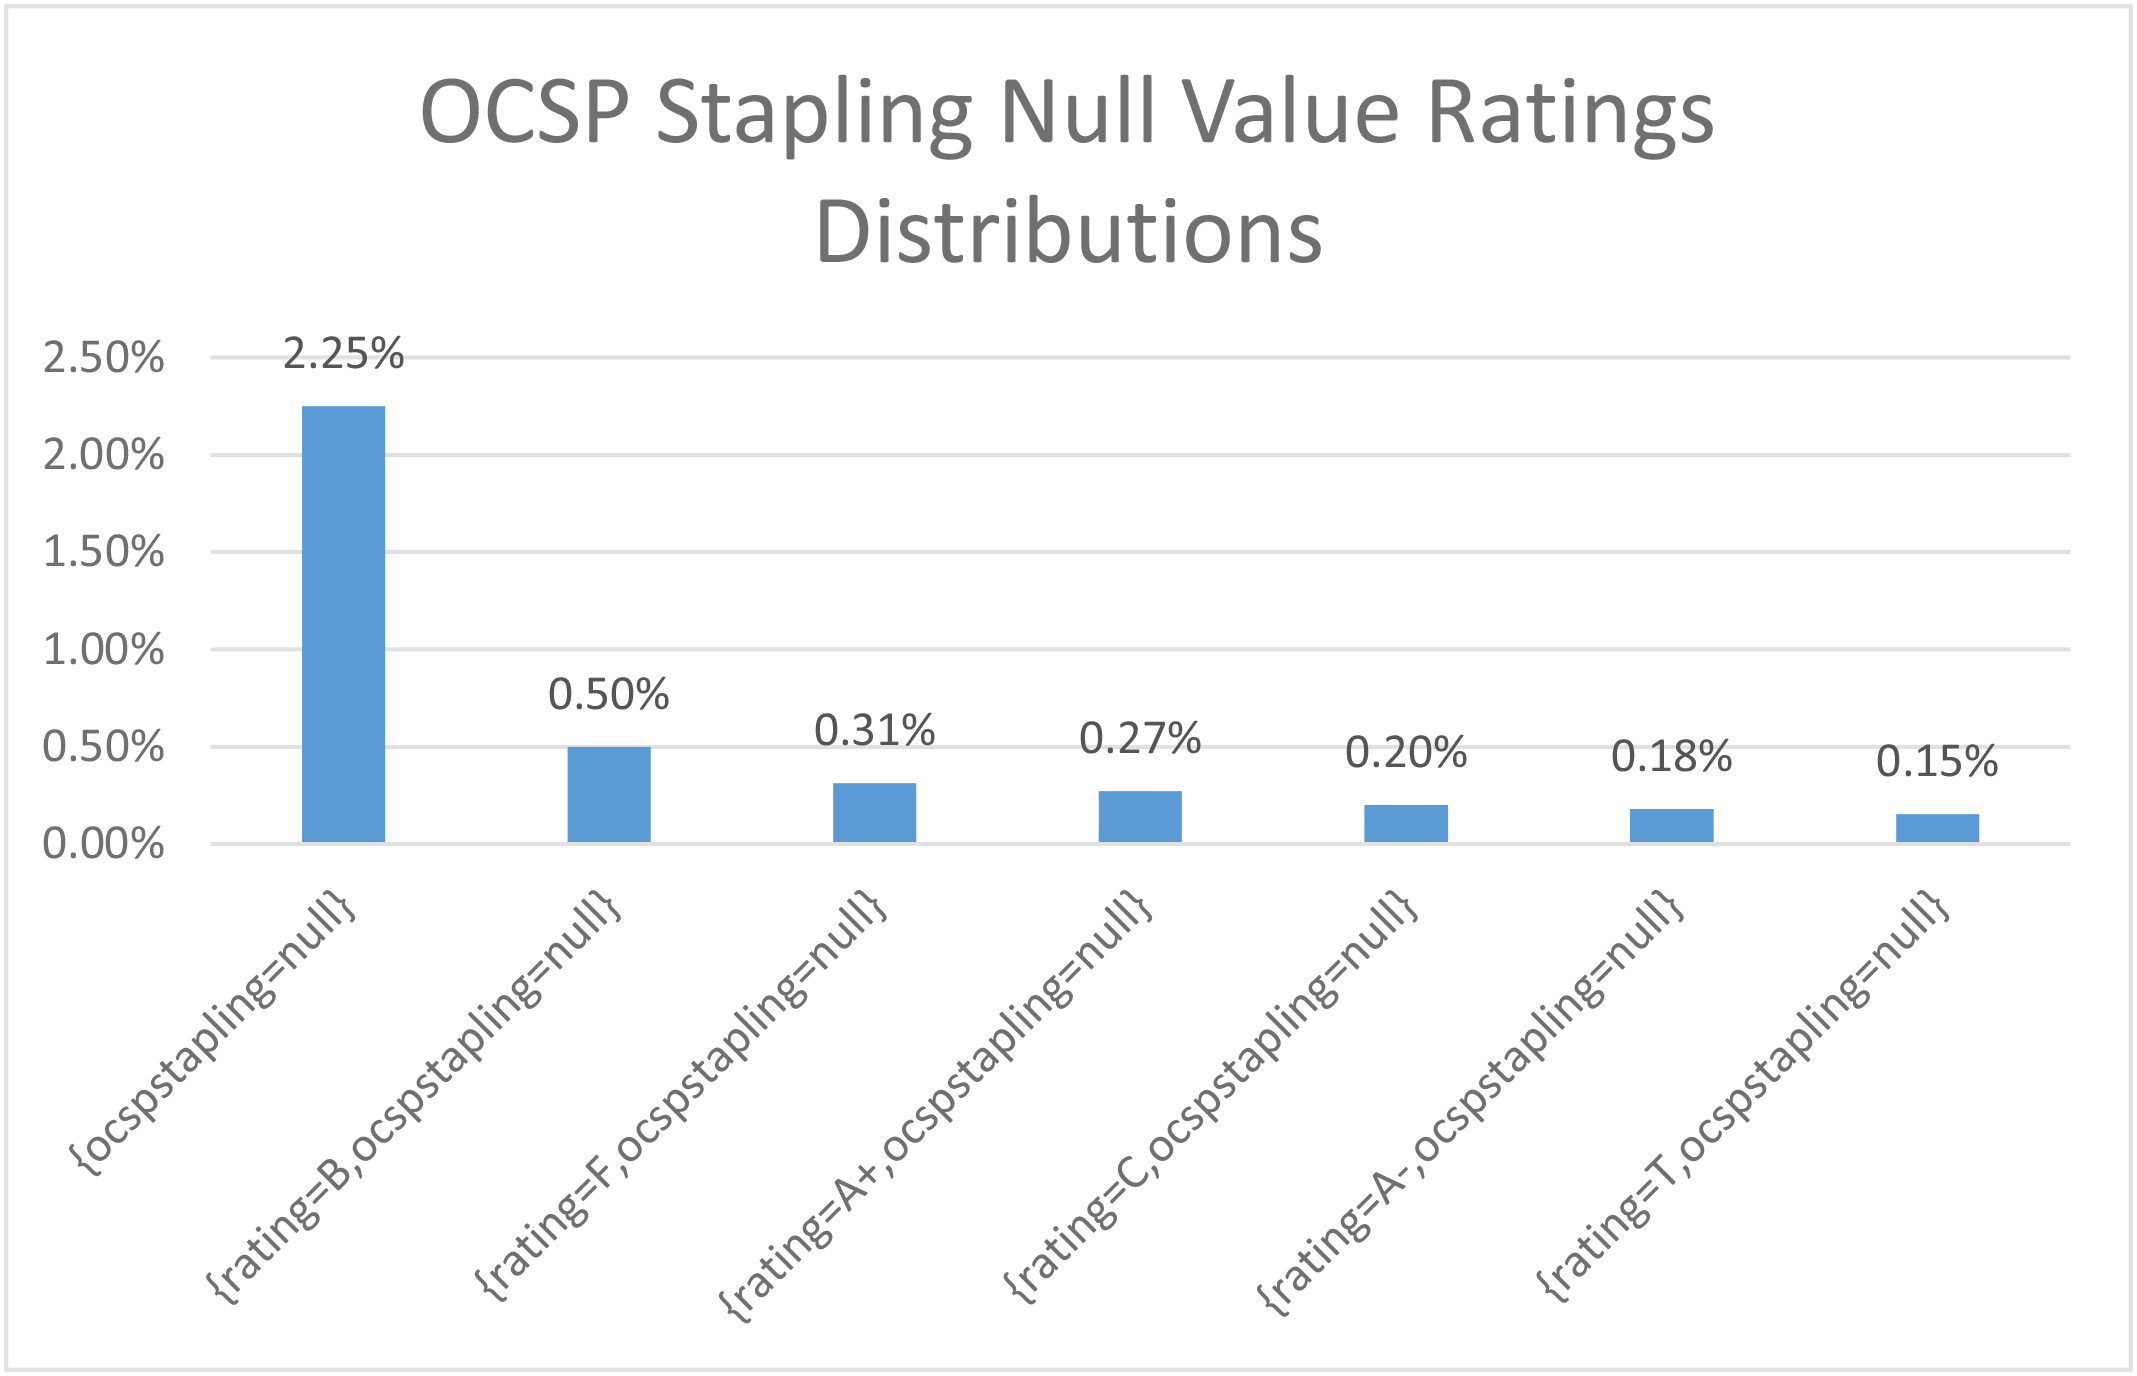 OCSP Stapling Null Value Ratings
Distributions
2.50%
2.00%
1.50%
1.00%
0.50%
0.00%
2.25%
0.50%
0.31%
0.27%
0.20%
0.18%
0.15%
{ocspstapling=null}
{rating=B,ocspstapling=null}
{rating=F,ocspstapling=null}
{rating=A+,ocspstapling=null}
{rating=C,ocspstapling=null}
{rating=A-,ocspstapling=null}
{rating=T,ocspstapling=null}